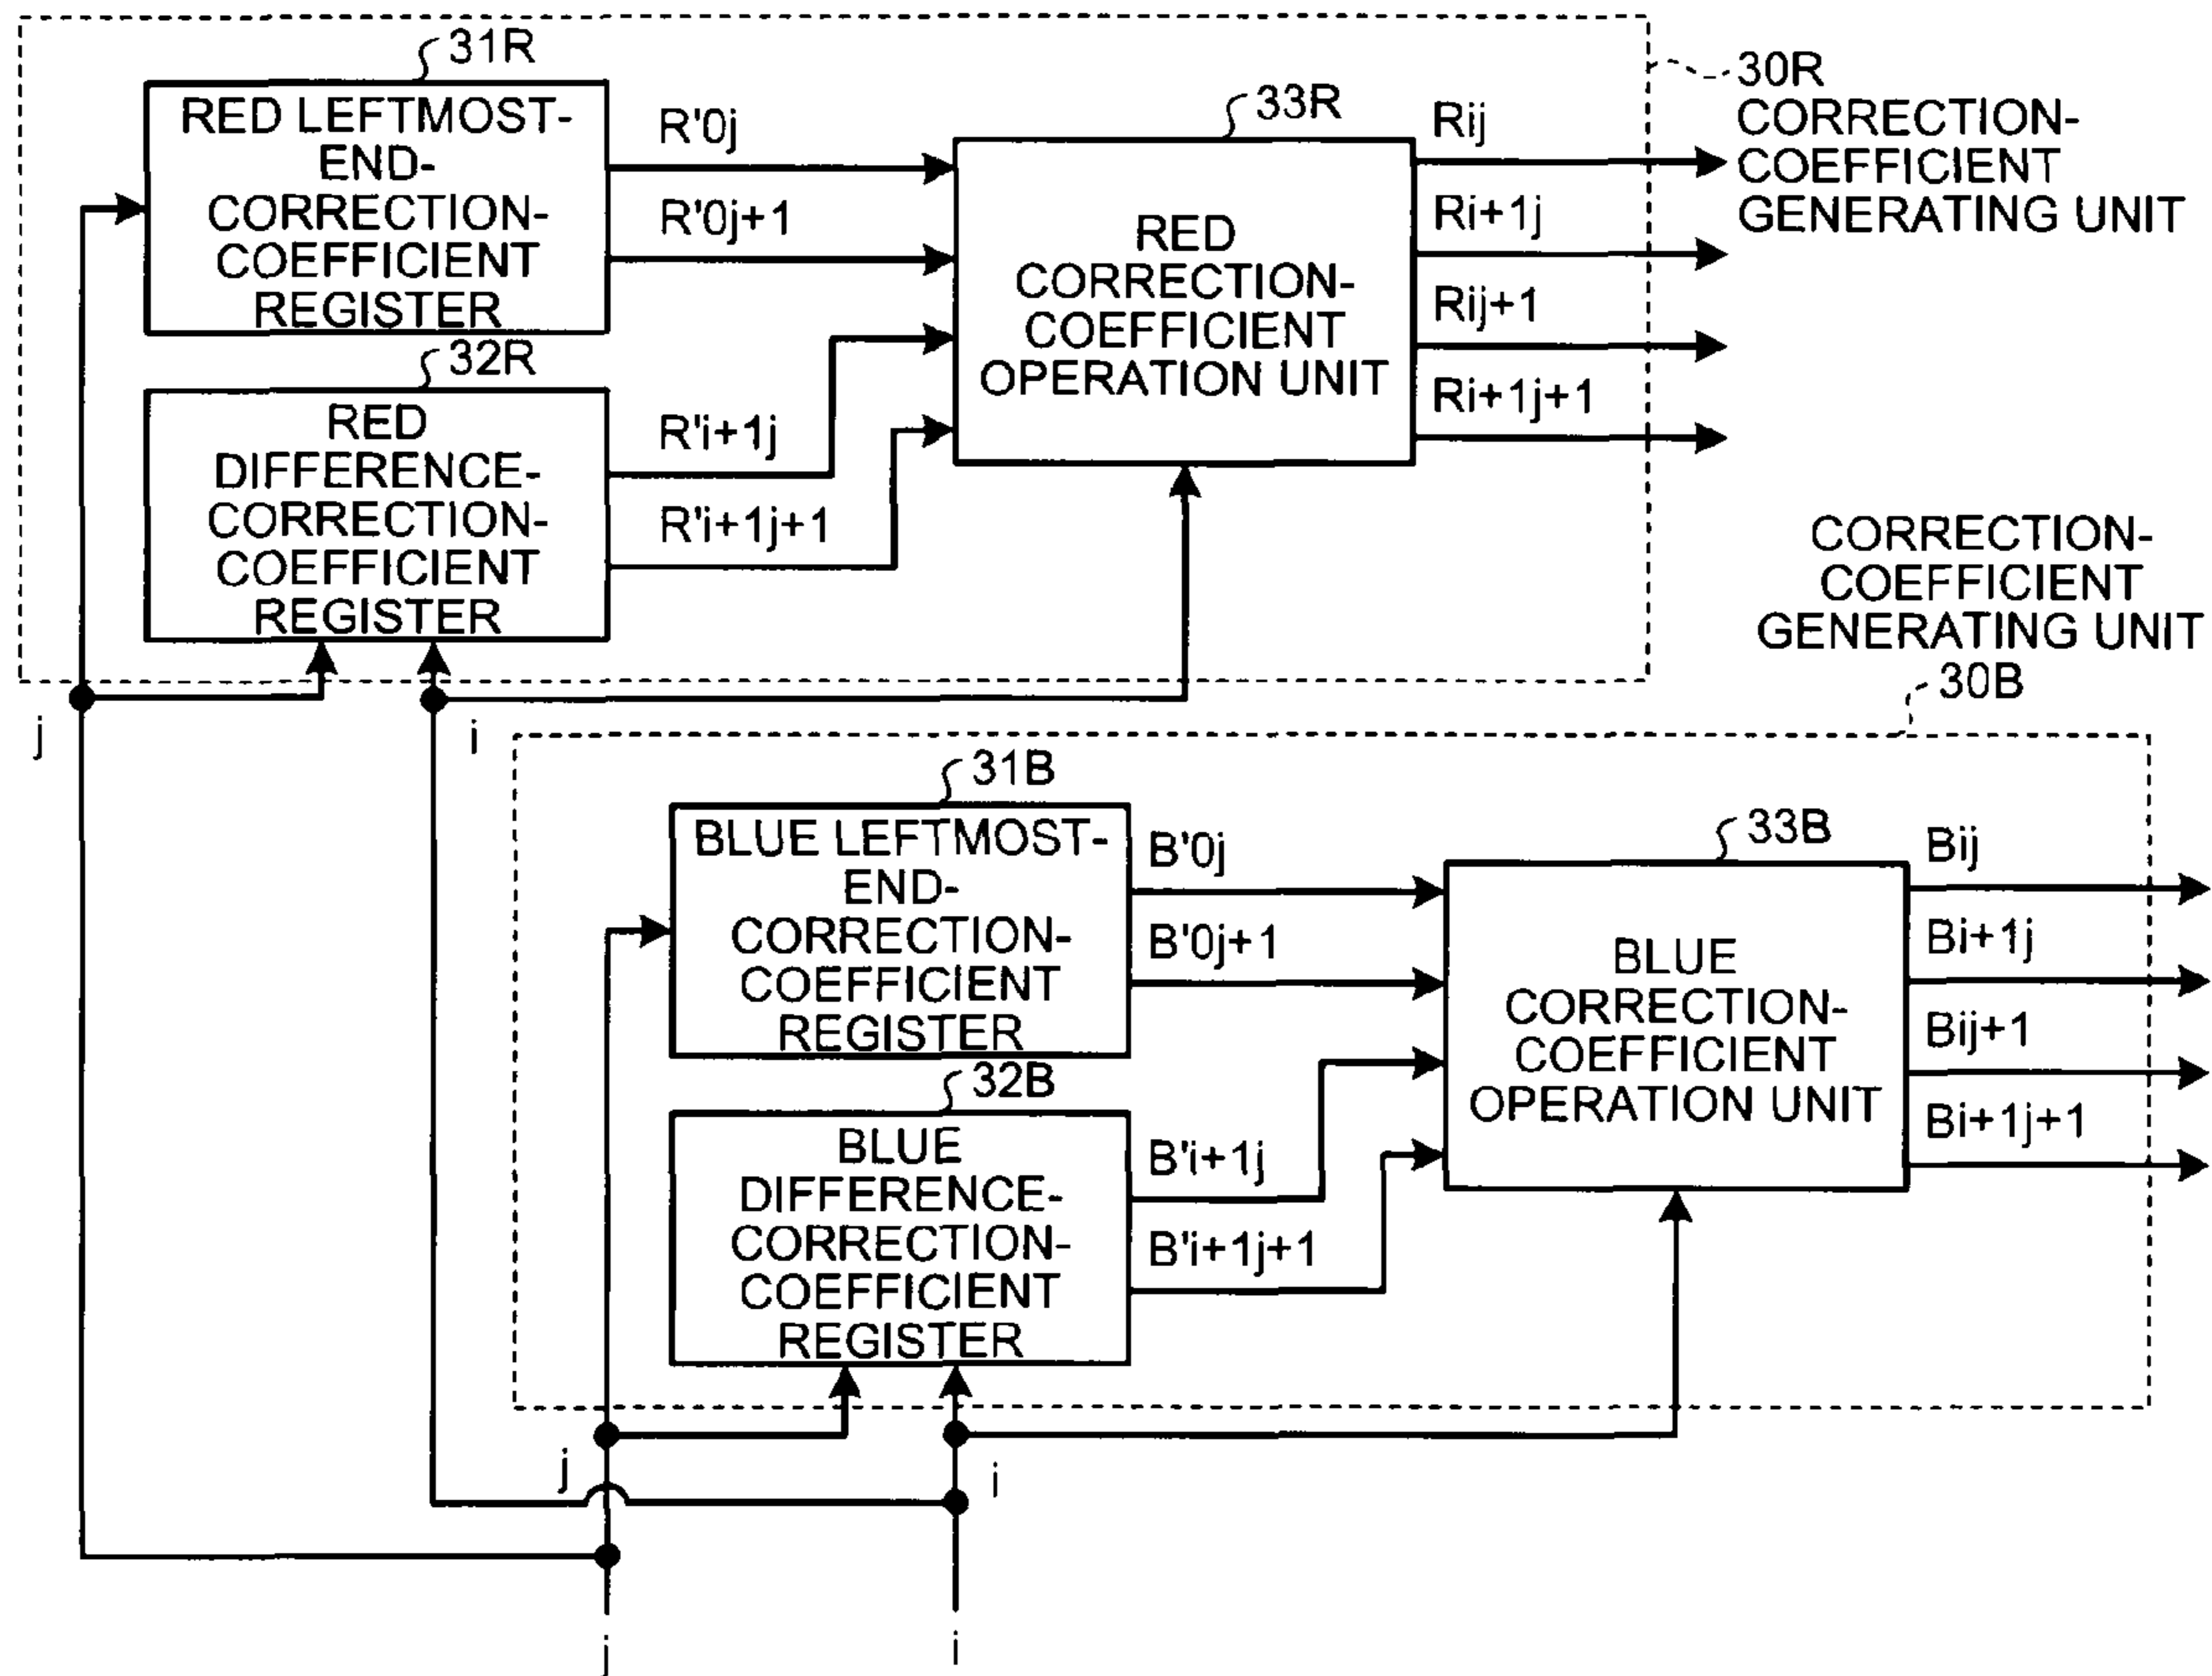 31R
RED LEFTMOST-
END-
CORRECTION-
COEFFICIENT
REGISTER
R'0j
R'0j+1
32R
RED
DIFFERENCE-
CORRECTION-
COEFFICIENT
REGISTER
R'i+1j
R'i+1j+1
33R
RED
CORRECTION-
COEFFICIENT
OPERATION UNIT
Rij
Ri+1j
Rij+1
Ri+1j+1
30R
CORRECTION-
COEFFICIENT
GENERATING UNIT
j
i
CORRECTION-
COEFFICIENT
GENERATING UNIT
30B
31B
BLUE LEFTMOST-
END-
CORRECTION-
COEFFICIENT
REGISTER
B'0j
B'0j+1
32B
BLUE
DIFFERENCE-
CORRECTION-
COEFFICIENT
REGISTER
B'i+1j
B'i+1j+1
33B
BLUE
CORRECTION-
COEFFICIENT
OPERATION UNIT
Bij
Bi+1j
Bij+1
Bi+1j+1
j
i
j
i